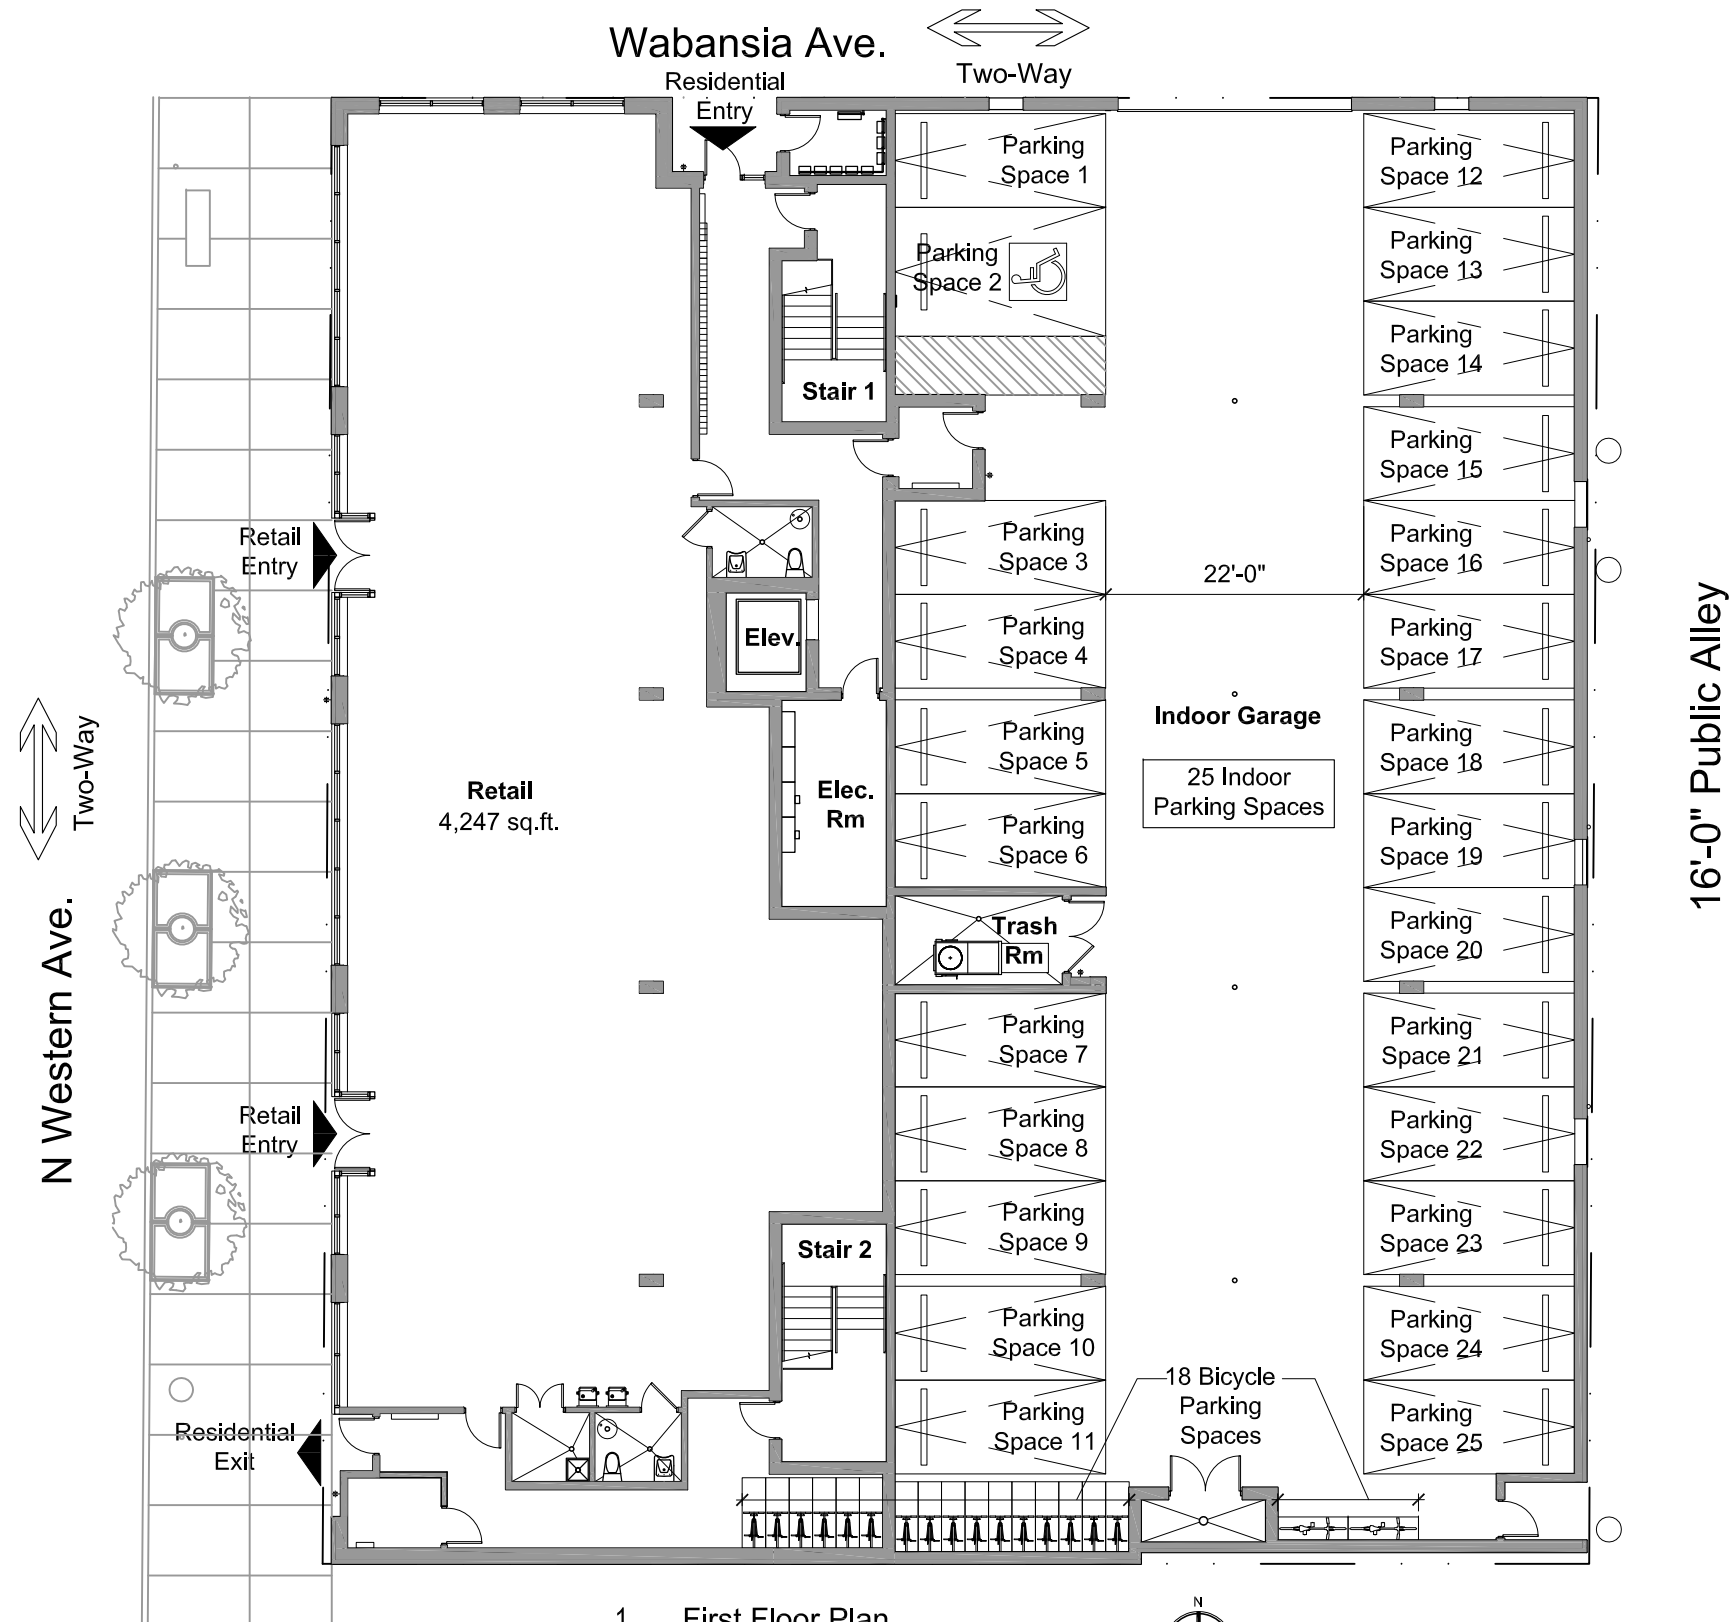 Wabansia Ave.
Two-Way
Residential
Entry
Parking
Space 1
Parking
Space 2
Stair 1
Parking
Space 12
Parking
Space 13
Parking
Space 14
Parking
Space 15
Parking
Space 16
Parking
Space 17
Parking
Space 18
Parking
Space 19
Parking
Space 20
Parking
Space 21
Parking
Space 22
Parking
Space 23
Parking
Space 24
Parking
Space 25
Retail
Entry
Parking
Space 3
Parking
Space 4
Parking
Space 5
Parking
Space 6
22'-0"
Elev.
Indoor Garage
25 Indoor
Parking Spaces
Retail
4,247 sq.ft.
Elec.
Rm
Trash
Rm
16'-0" Public Alley
Two-Way
N Western Ave.
Retail
Entry
Parking
Space 7
Parking
Space 8
Parking
Space 9
Parking
Space 10
Parking
Space 11
Stair 2
18 Bicycle
Parking
Spaces
Residential
Exit
1 First Floor Plan
N